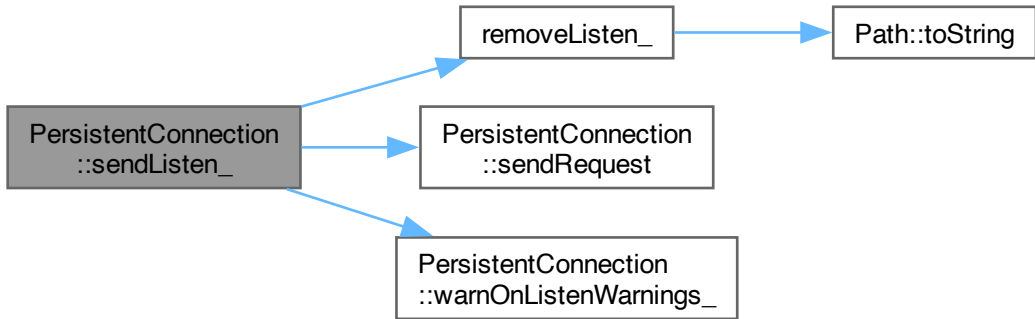 removeListen_
Path::toString
PersistentConnection
::sendListen_
PersistentConnection
::sendRequest
PersistentConnection
::warnOnListenWarnings_